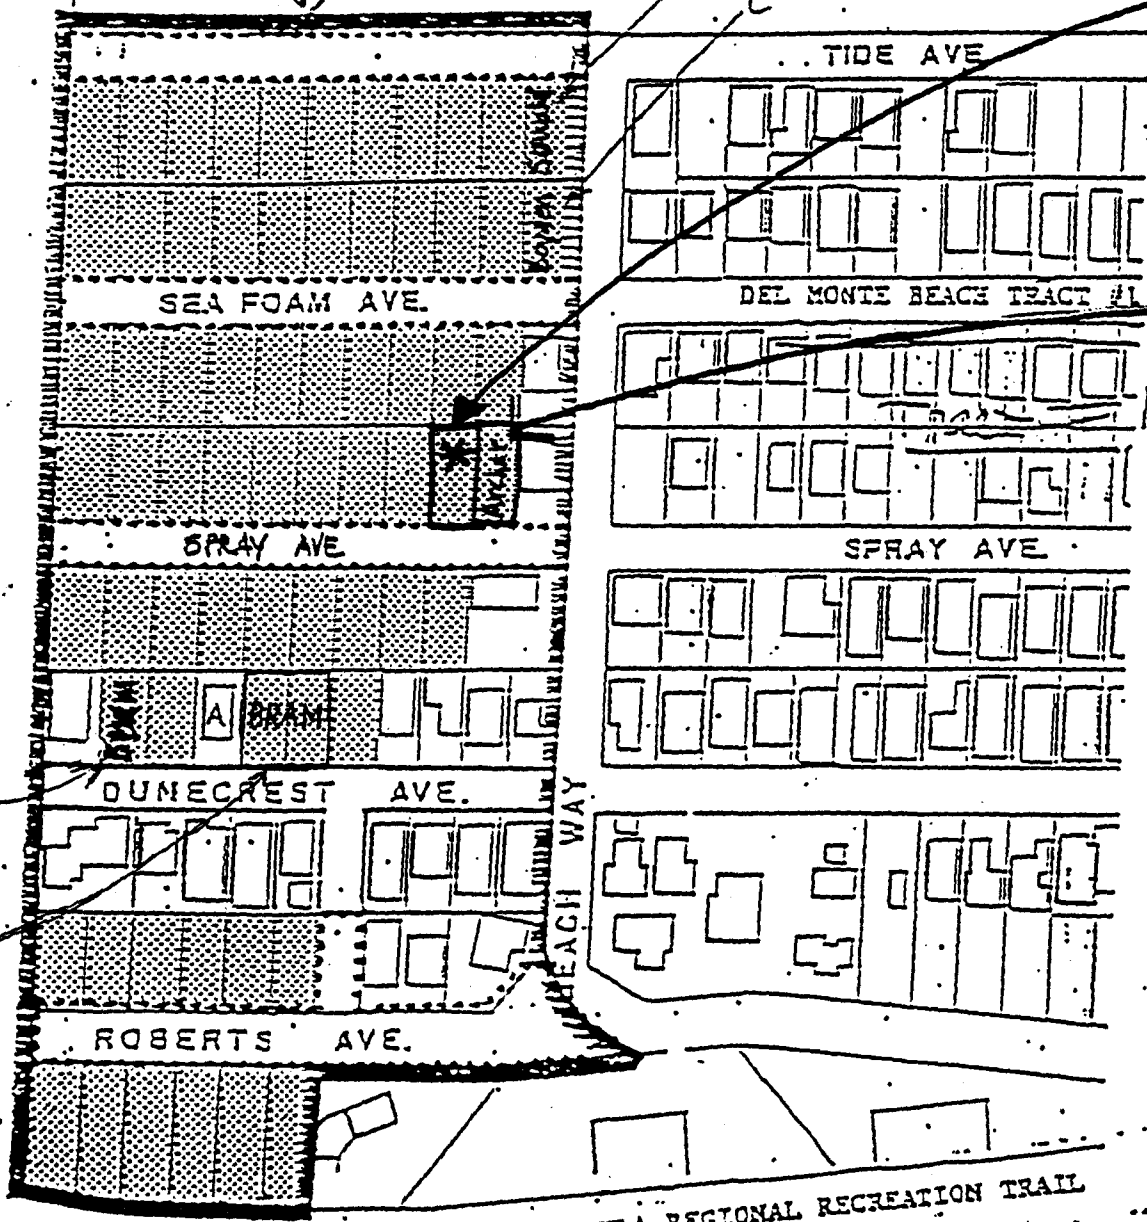 TIDE AVE
SEA FOAM AVE.
DEL MONTE BEACH TRACT #1
*
SPRAY AVE
SPRAY AVE.
A
BRAM
DUNECREST AVE.
BEACH WAY
ROBERTS AVE.
REGIONAL RECREATION TRAIL